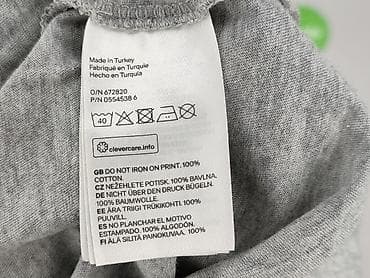 Made in Turkey
Fabriqué en Turquie
Hecho en Turquía
O/N 672820
P/N 0554538 6
40
clevercare.info
GB DO NOT IRON ON PRINT. 100%
COTTON.
CZ NEŽEHLETE POTISK. 100% BAVLNA.
DE NICHT ÜBER DEN DRUCK BÜGELN.
100% BAUMWOLLE.
EE ÄRA TRIIGI TRÜKIKOHTI. 100%
PUUVILL.
ES NO PLANCHAR EL MOTIVO
ESTAMPADO. 100% ALGODÓN.
FI ÄLÄ SILITÄ PAINOKUVAA. 100%